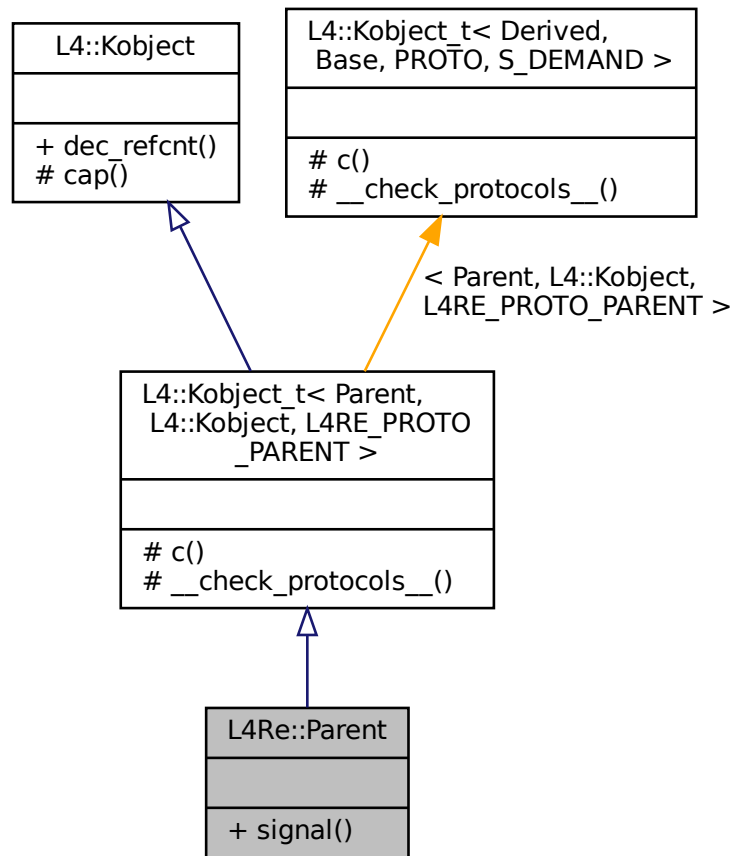 L4::Kobject
+ dec_refcnt()
# cap()
L4::Kobject_t< Derived,
Base, PROTO, S_DEMAND >
# c()
# __check_protocols__()
< Parent, L4::Kobject,
L4RE_PROTO_PARENT >
L4::Kobject_t< Parent,
L4::Kobject, L4RE_PROTO
_PARENT >
# c()
# __check_protocols__()
L4Re::Parent
+ signal()